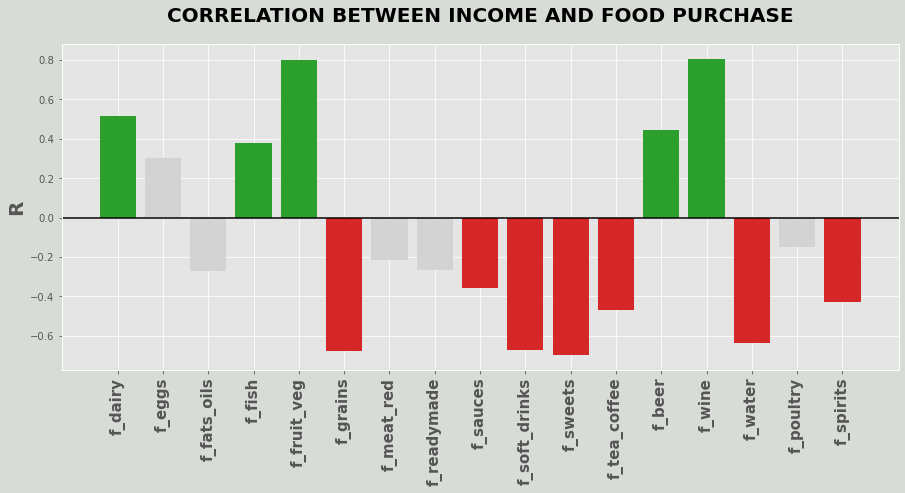 CORRELATION BETWEEN INCOME AND FOOD PURCHASE
R
0.8
0.6
0.4
0.2
0.0
−0.2
−0.4
−0.6
f_dairy
f_eggs
f_fats_oils
f_fish
f_fruit_veg
f_grains
f_meat_red
f_readymade
f_sauces
f_soft_drinks
f_sweets
f_tea_coffee
f_beer
f_wine
f_water
f_poultry
f_spirits